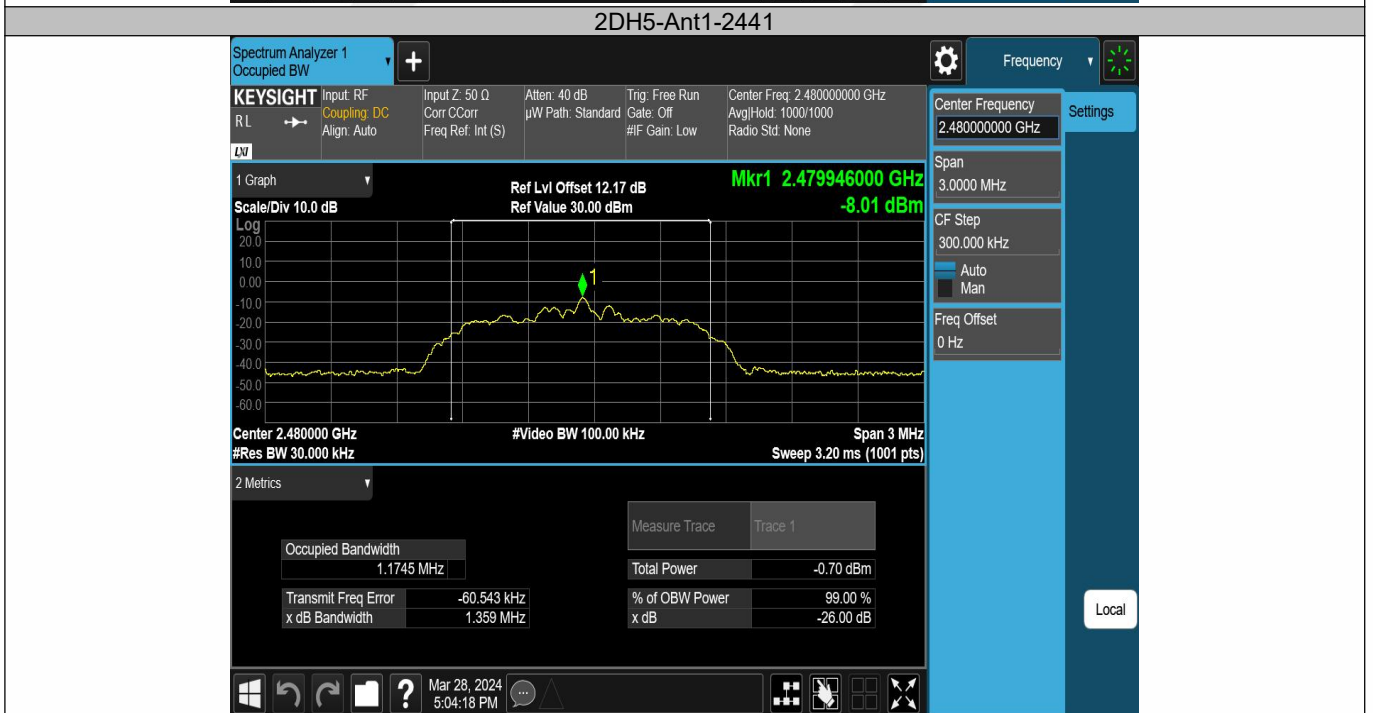 2DH5-Ant1-2441
Spectrum Analyzer 1
Occupied BW
Frequency
KEYSIGHT
RL
LXI
Input: RF
Coupling: DC
Align: Auto
Input Z: 50 Ω
Corr CCorr
Freq Ref: Int (S)
Atten: 40 dB
µW Path: Standard
Trig: Free Run
Gate: Off
#IF Gain: Low
Center Freq: 2.480000000 GHz
Avg|Hold: 1000/1000
Radio Std: None
Center Frequency
2.480000000 GHz
Settings
Span
3.0000 MHz
CF Step
300.000 kHz
Auto
Man
Freq Offset
0 Hz
Local
1 Graph
Scale/Div 10.0 dB
Ref Lvl Offset 12.17 dB
Ref Value 30.00 dBm
Mkr1 2.479946000 GHz
-8.01 dBm
Log
20.0
10.0
0.00
-10.0
-20.0
-30.0
-40.0
-50.0
-60.0
1
Center 2.480000 GHz
#Res BW 30.000 kHz
#Video BW 100.00 kHz
Span 3 MHz
Sweep 3.20 ms (1001 pts)
2 Metrics
Measure Trace Trace 1
Occupied Bandwidth
1.1745 MHz
Total Power -0.70 dBm
Transmit Freq Error -60.543 kHz
% of OBW Power 99.00 %
x dB Bandwidth 1.359 MHz
x dB -26.00 dB
?
Mar 28, 2024
5:04:18 PM